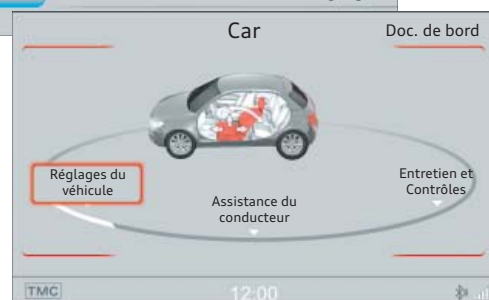 Car
Doc. de bord
Réglages du
véhicule
Assistance du
conducteur
Entretien et
Contrôles
TMC
12:00